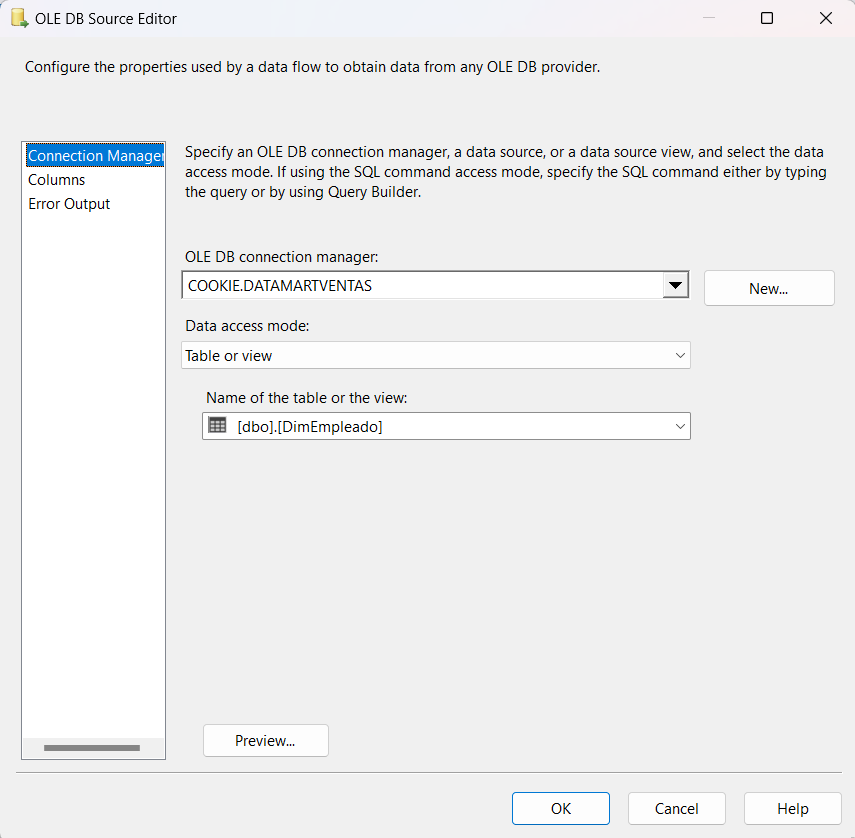 OLE DB Source Editor
Configure the properties used by a data flow to obtain data from any OLE DB provider.
Connection Manager
Columns
Error Output
Specify an OLE DB connection manager, a data source, or a data source view, and select the data
access mode. If using the SQL command access mode, specify the SQL command either by typing
the query or by using Query Builder.
OLE DB connection manager:
COOKIE.DATAMARTVENTAS
New...
Data access mode:
Table or view
Name of the table or the view:
[dbo].[DimEmpleado]
Preview...
OK
Cancel
Help